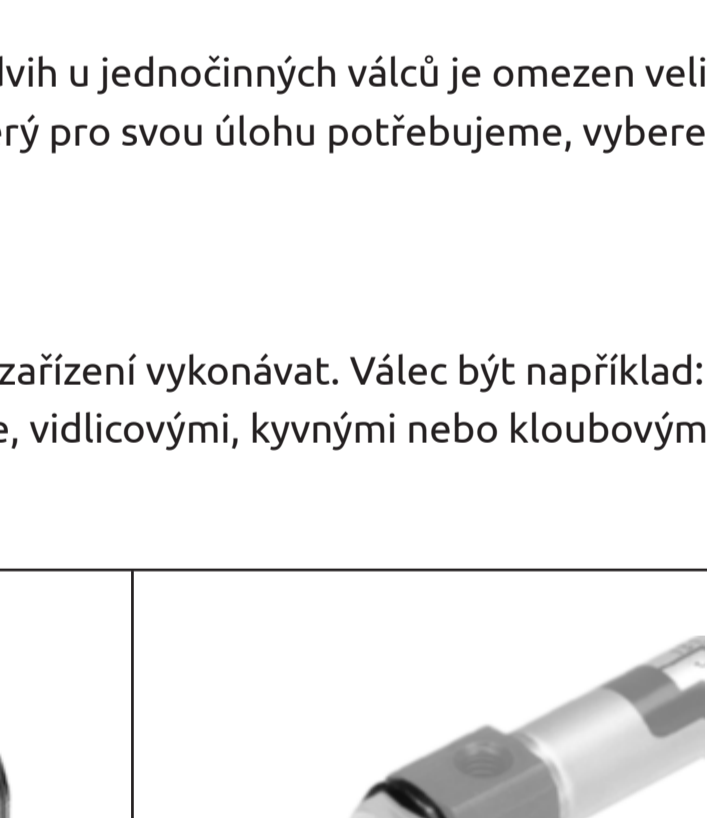 dvih u jednočinných válců je omezen veli
erý pro svou úlohu potřebujeme, vybere
zařízení vykonávat. Válec být například:
e, vidlicovými, kyvnými nebo kloubovým